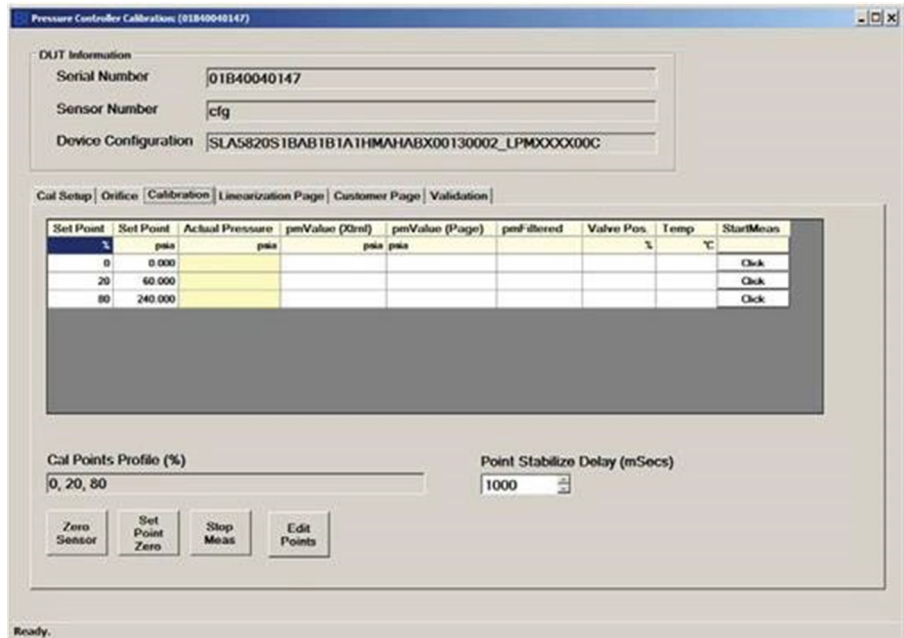 Pressure Controller Calibration: (01B40040147)
DUT Information
Serial Number 01B40040147
Sensor Number cfg
Device Configuration SLA5820S1BAB1B1A1HMAHABX00130002_LPMXXXX00C
Cal Setup Orifice Calibration Linearization Page Customer Page Validation
Set Point Set Point Actual Pressure pmValue (Xtrnl) pmValue (Page) pmFiltered Valve Pos. Temp StartMeas
% psia psia psia psia % °C
0 0.000 Click
20 60.000 Click
80 240.000 Click
Cal Points Profile (%) Point Stabilize Delay (mSecs)
0, 20, 80 1000
Zero Sensor Set Point Zero Stop Meas Edit Points
Ready.